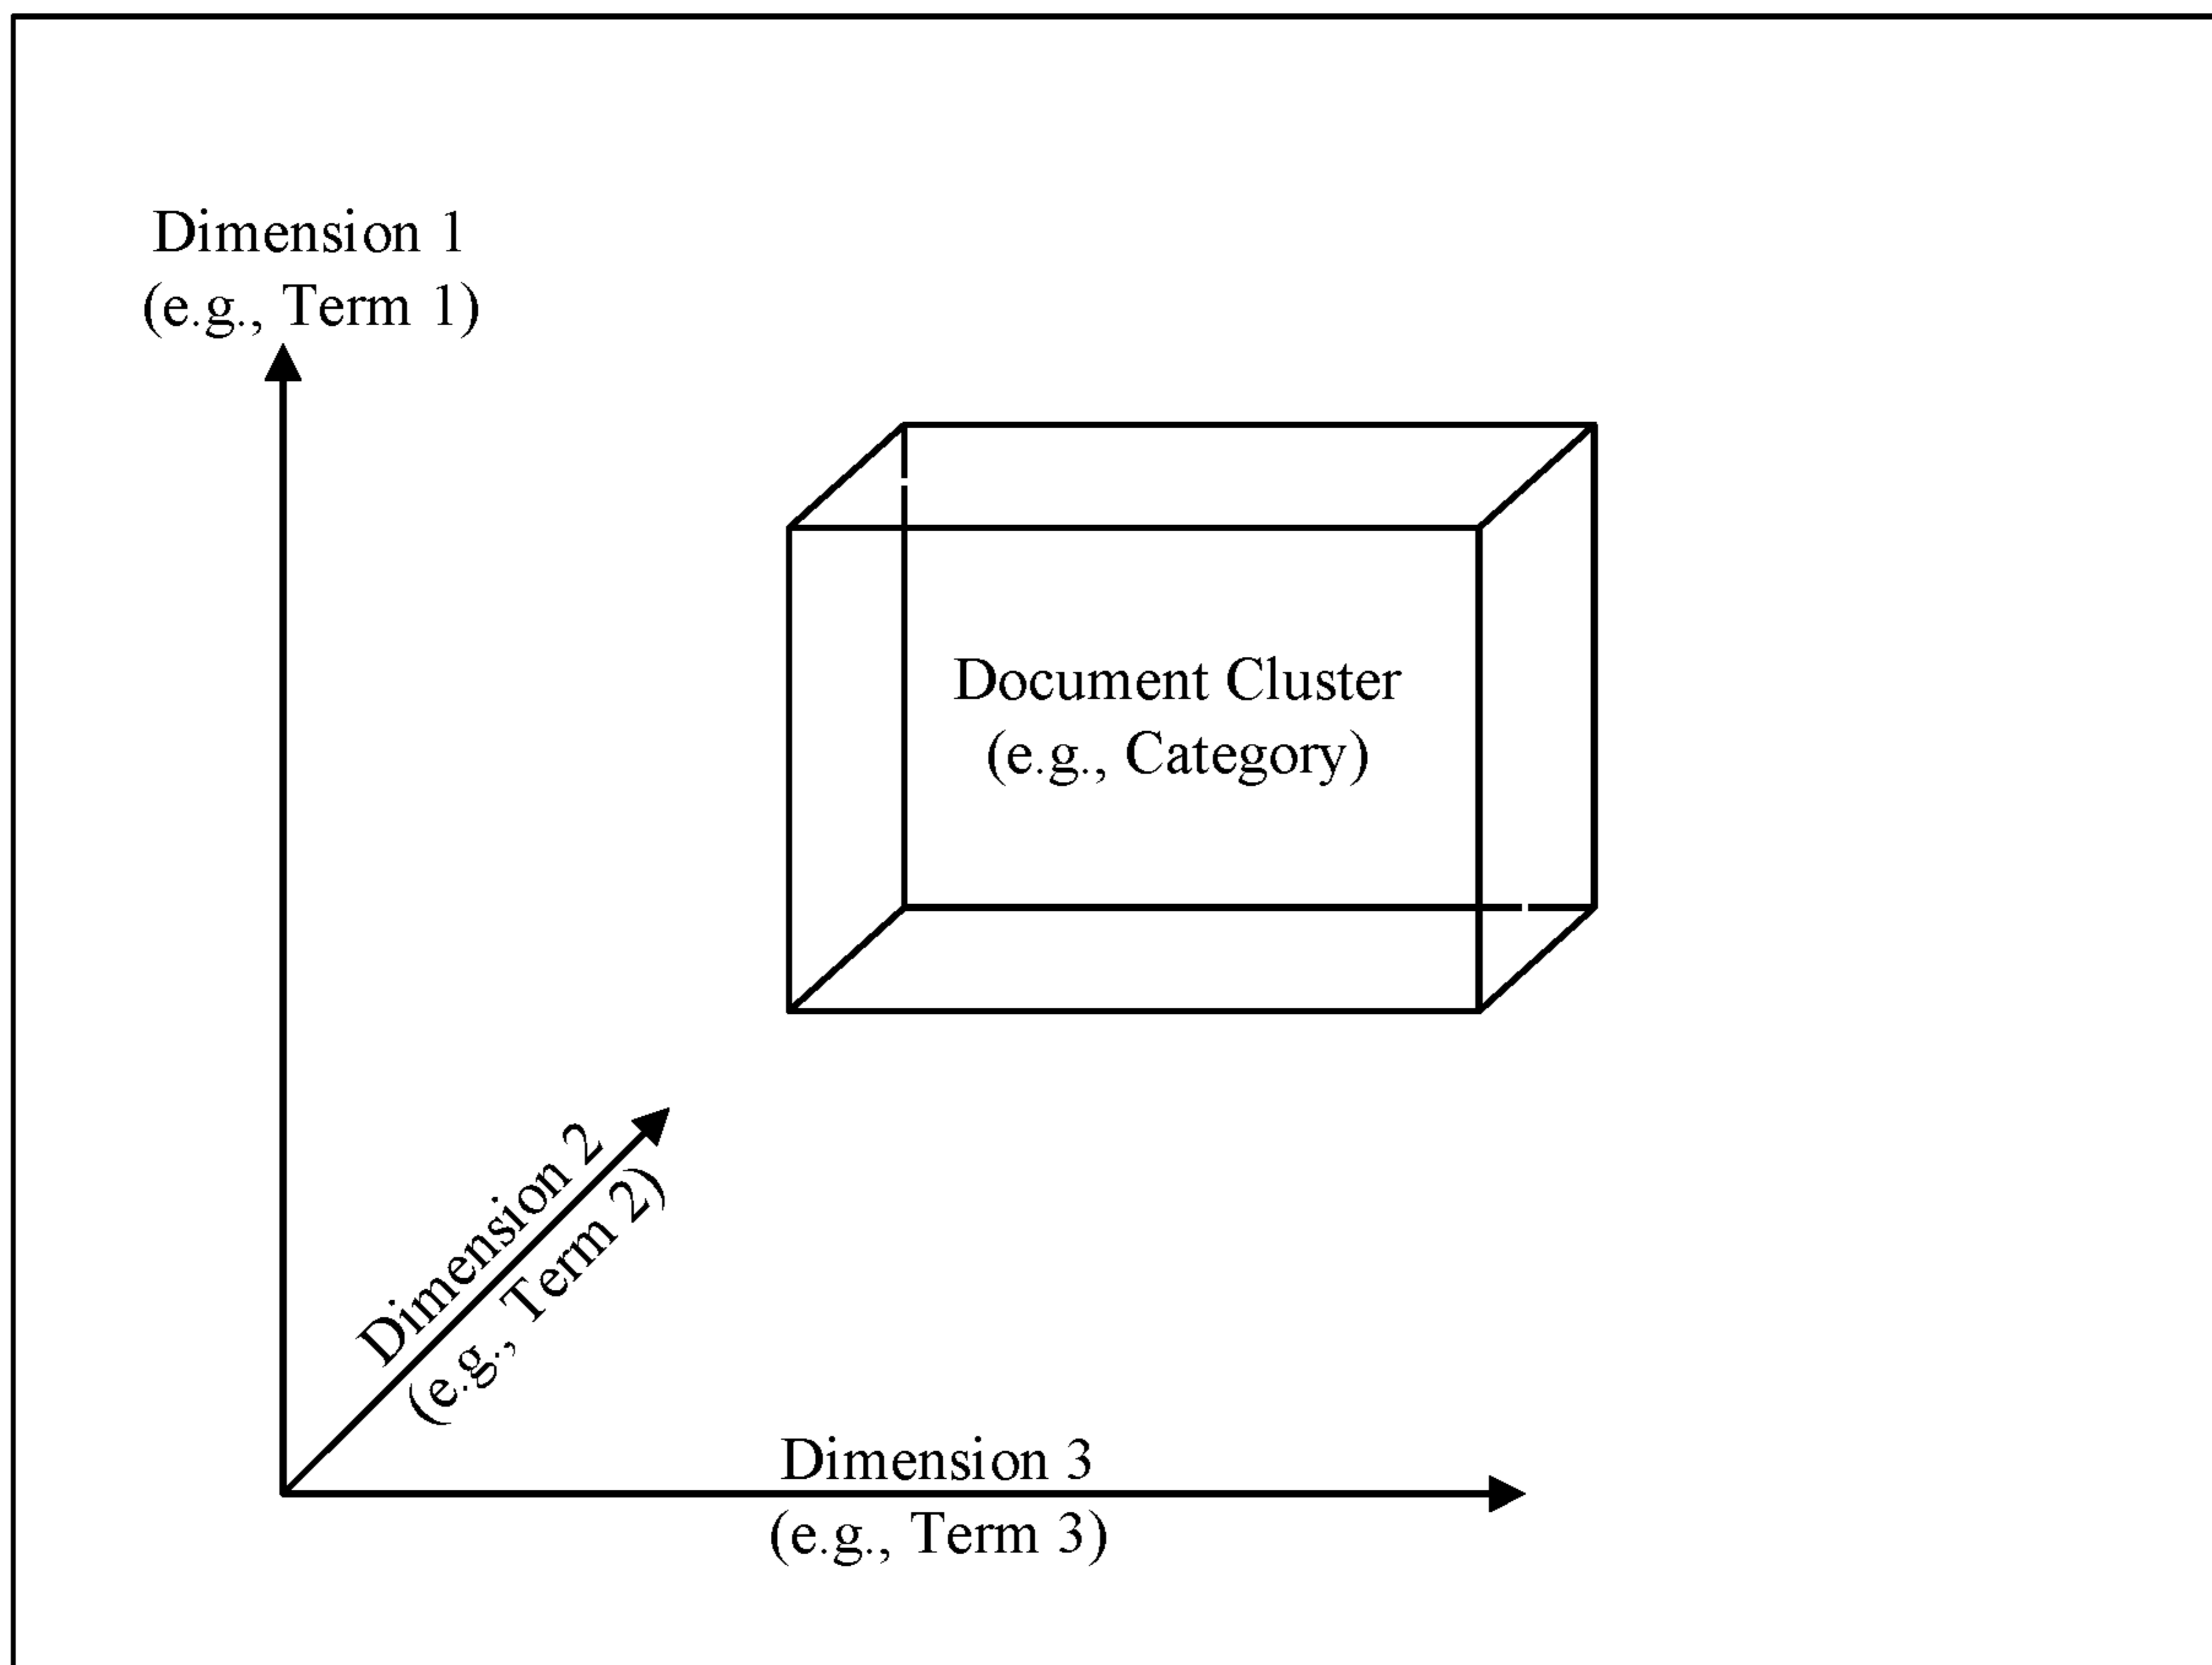 Dimension 1
(e.g., Term 1)
Document Cluster
(e.g., Category)
Dimension 2
(e.g., Term 2)
Dimension 3
(e.g., Term 3)